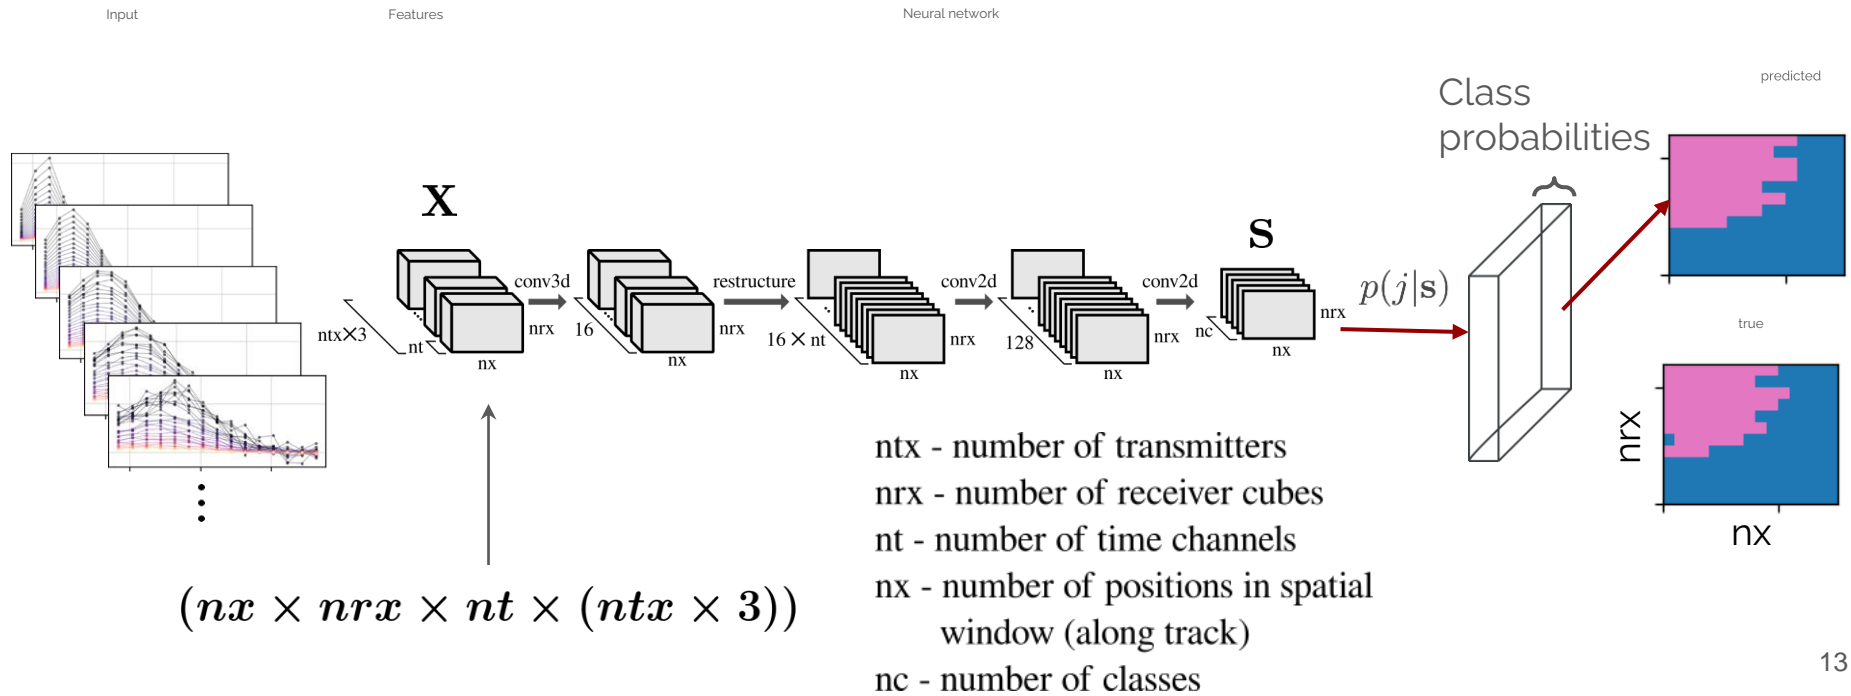 Input
Features
Neural network
Class
probabilities
predicted
X
S
conv3d
restructure
conv2d
conv2d
p(j|s)
ntx×3
nt
nx
nrx
16
nx
nrx
16 × nt
nx
nrx
128
nx
nrx
nc
nx
nrx
true
nrx
nx
(nx × nrx × nt × (ntx × 3))
ntx - number of transmitters
nrx - number of receiver cubes
nt - number of time channels
nx - number of positions in spatial
window (along track)
nc - number of classes
13